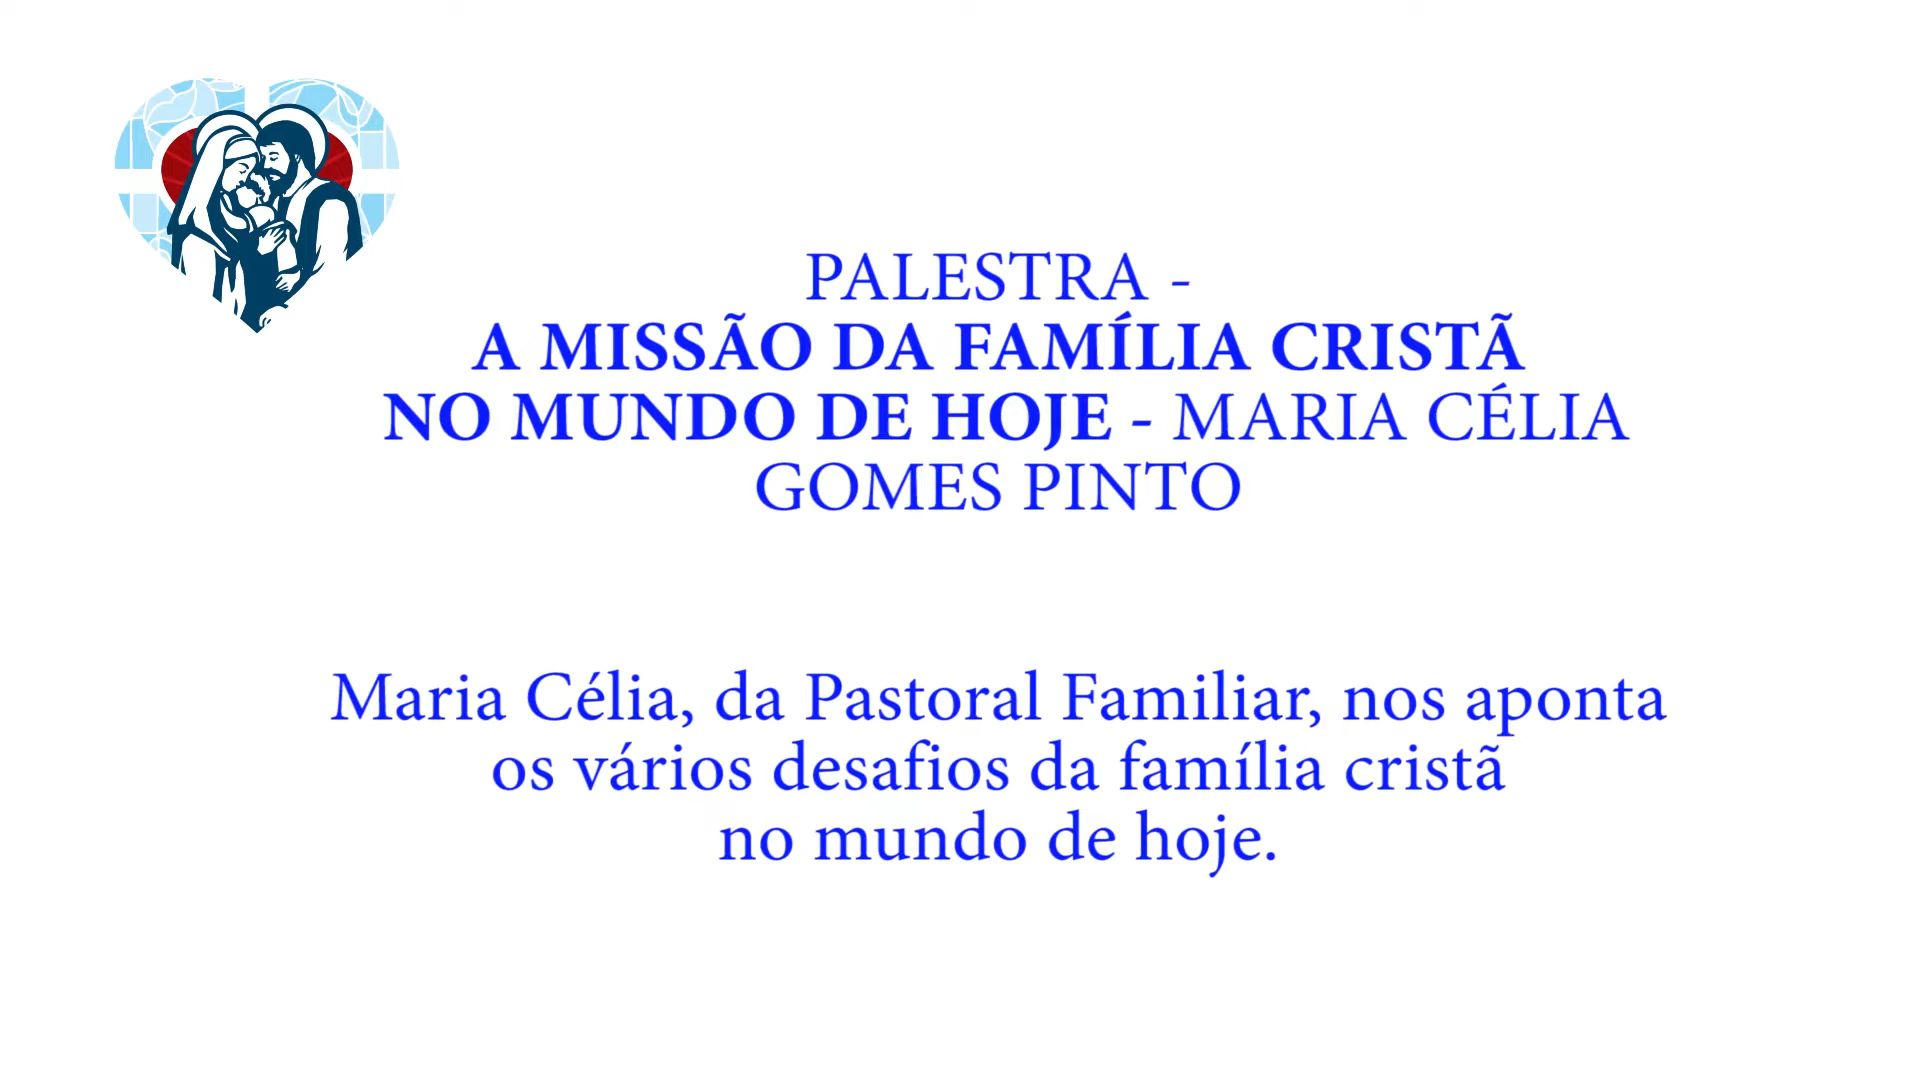 PALESTRA -
A MISSÃO DA FAMÍLIA CRISTÃ
NO MUNDO DE HOJE - MARIA CÉLIA
GOMES PINTO
Maria Célia, da Pastoral Familiar, nos aponta
os vários desafios da família cristã
no mundo de hoje.